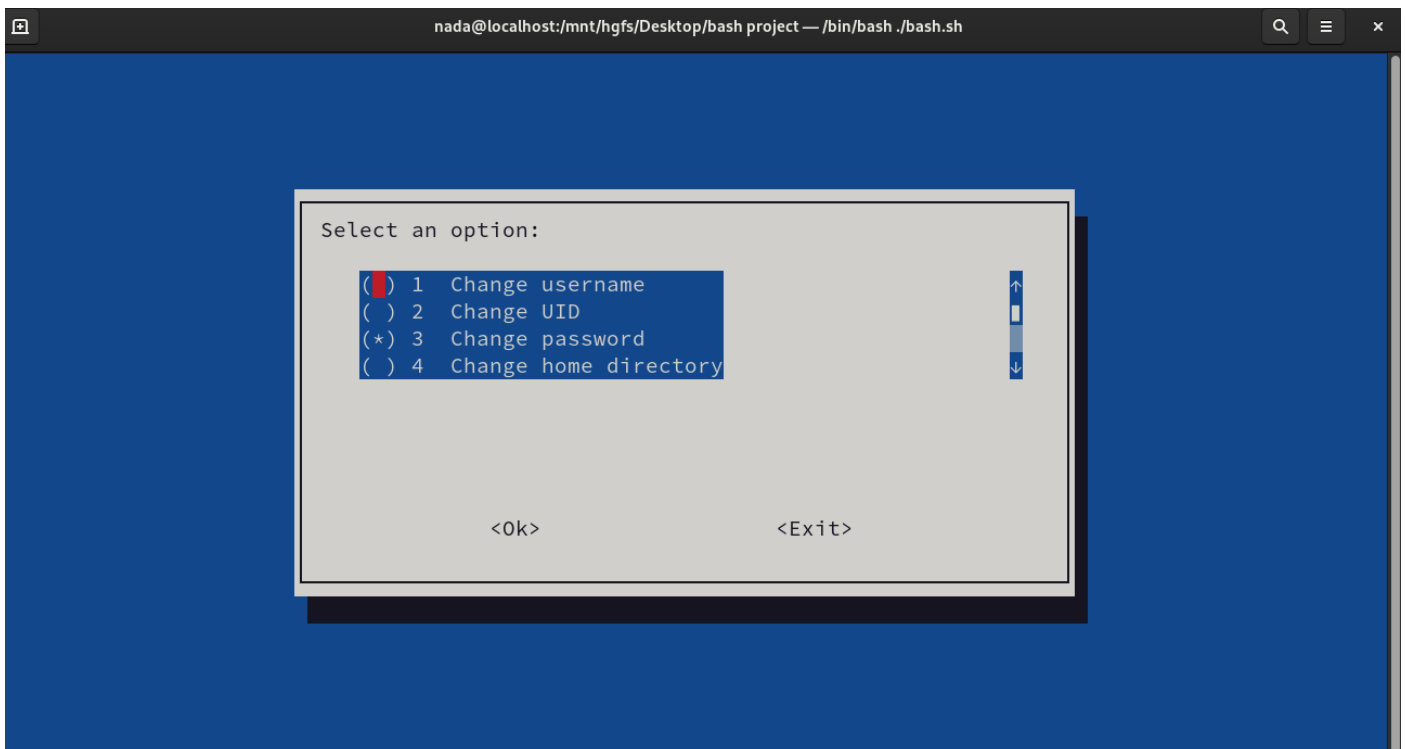 nada@localhost:/mnt/hgfs/Desktop/bash project — /bin/bash ./bash.sh
Select an option:
( ) 1 Change username
( ) 2 Change UID
(*) 3 Change password
( ) 4 Change home directory
<Ok> <Exit>